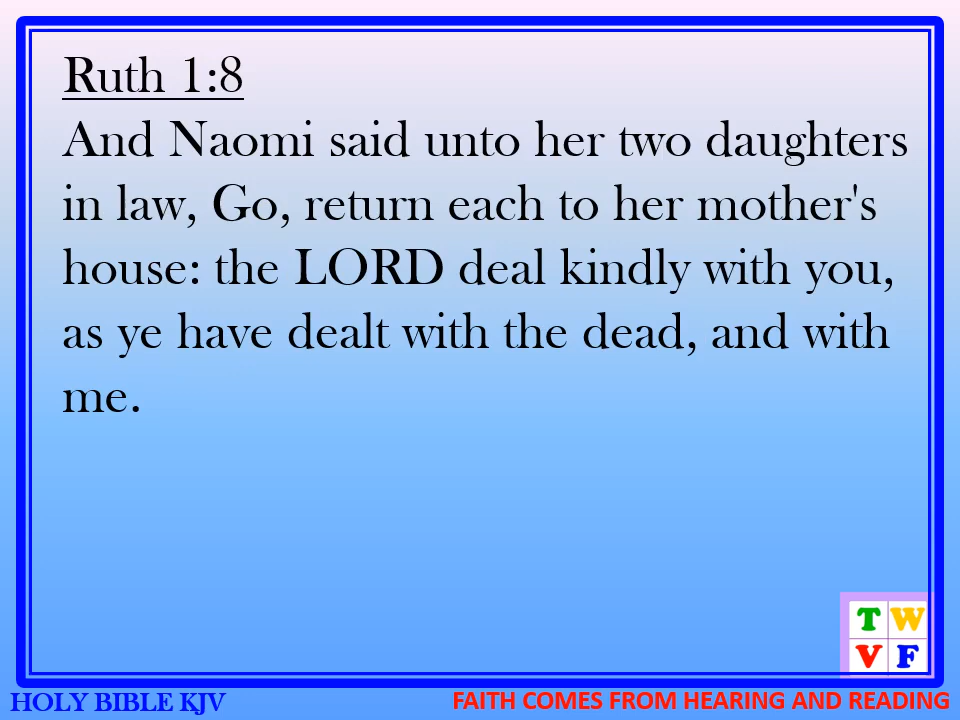 Ruth 1:8
And Naomi said unto her two daughters
in law, Go, return each to her mother's
house: the LORD deal kindly with you,
as ye have dealt with the dead, and with
me.
T W
V F
HOLY BIBLE KJV
FAITH COMES FROM HEARING AND READING